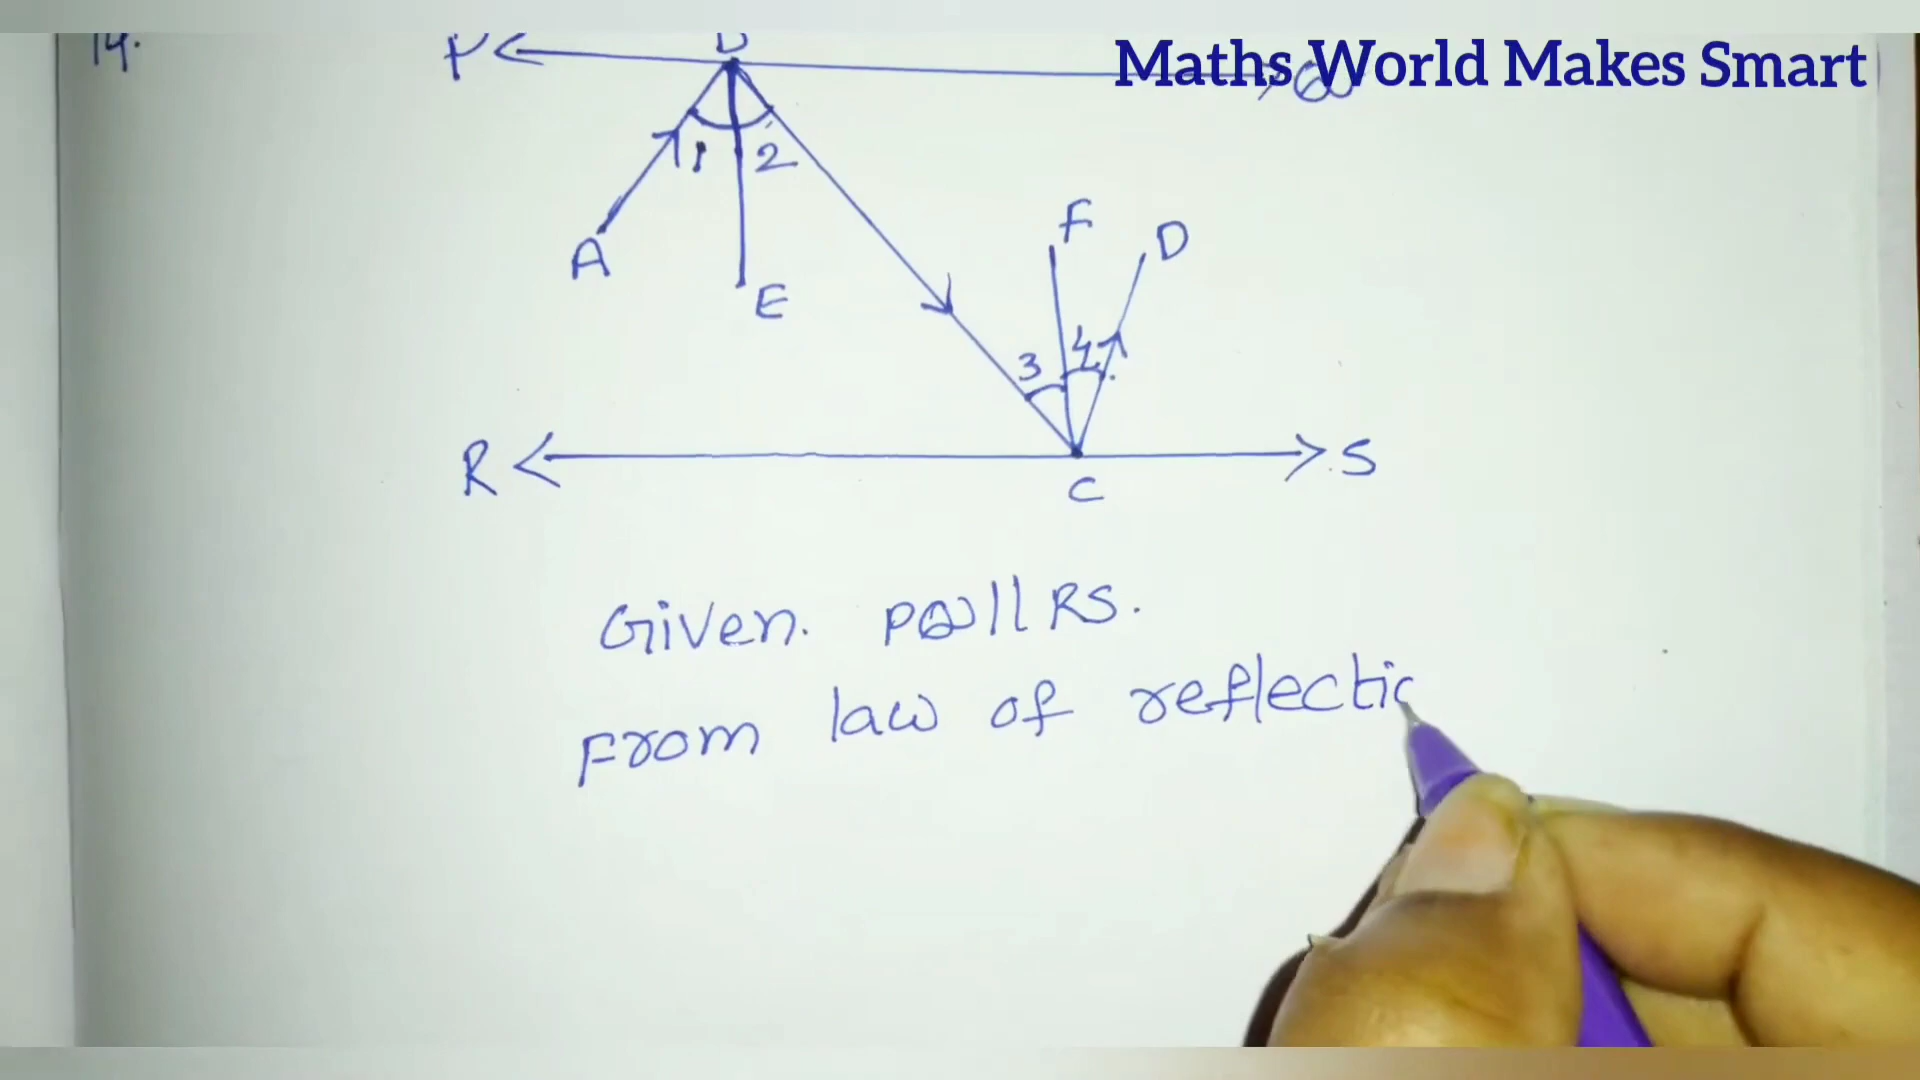 14.
Maths World Makes Smart
P
Q
1
2
A
E
F
D
3
4
R
S
C
Given. PQ || RS.
From law of reflectio